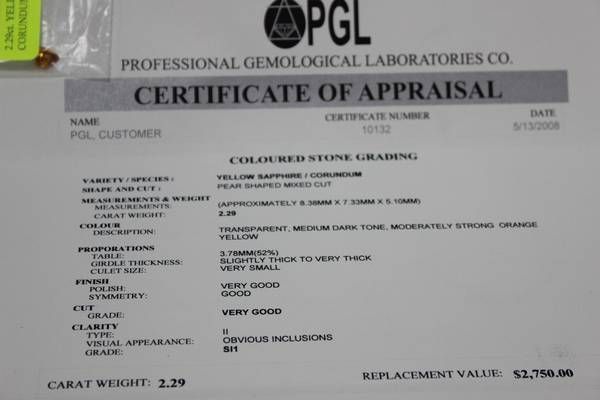 2.29ct. YEL
CORUNDUM
PGL
PROFESSIONAL GEMOLOGICAL LABORATORIES CO.
CERTIFICATE OF APPRAISAL
NAME CERTIFICATE NUMBER DATE
PGL, CUSTOMER 10132 5/13/2008
COLOURED STONE GRADING
VARIETY / SPECIES : YELLOW SAPPHIRE / CORUNDUM
SHAPE AND CUT : PEAR SHAPED MIXED CUT
MEASUREMENTS & WEIGHT
MEASUREMENTS: (APPROXIMATELY 8.38MM X 7.33MM X 5.10MM)
CARAT WEIGHT: 2.29
COLOUR
DESCRIPTION: TRANSPARENT, MEDIUM DARK TONE, MODERATELY STRONG ORANGE
YELLOW
PROPORATIONS
TABLE: 3.78MM(52%)
GIRDLE THICKNESS: SLIGHTLY THICK TO VERY THICK
CULET SIZE: VERY SMALL
FINISH
POLISH: VERY GOOD
SYMMETRY: GOOD
CUT
GRADE: VERY GOOD
CLARITY
TYPE: II
VISUAL APPEARANCE: OBVIOUS INCLUSIONS
GRADE: SI1
CARAT WEIGHT: 2.29 REPLACEMENT VALUE: $2,750.00